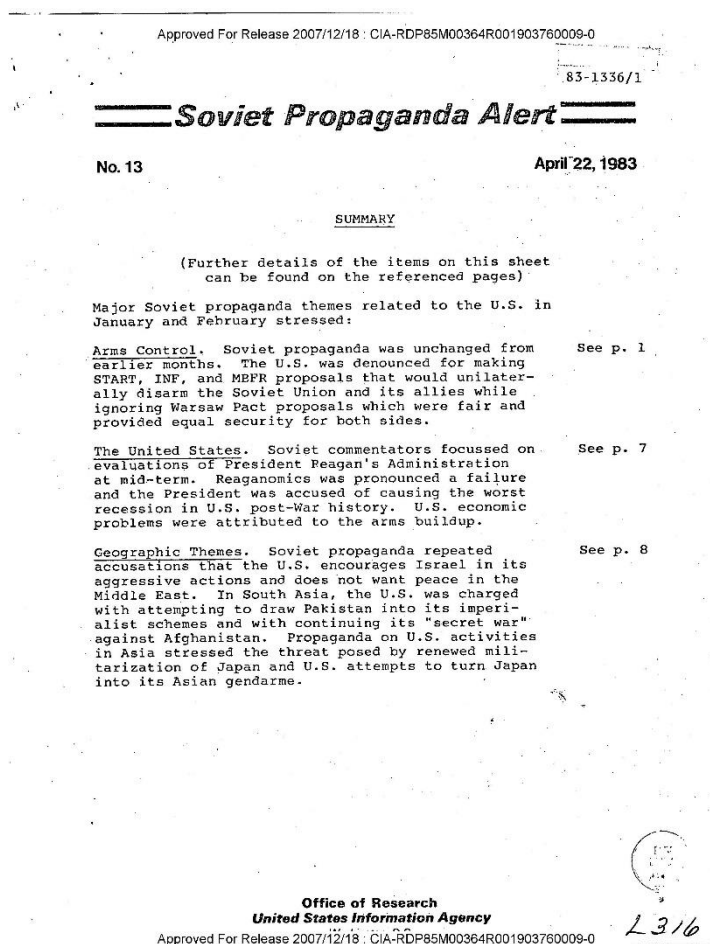 Approved For Release 2007/12/18 : CIA-RDP85M00364R001903760009-0
83-1336/1
Soviet Propaganda Alert
No. 13
April 22, 1983
SUMMARY
(Further details of the items on this sheet
can be found on the referenced pages)
Major Soviet propaganda themes related to the U.S. in
January and February stressed:
Arms Control. Soviet propaganda was unchanged from See p. 1
earlier months. The U.S. was denounced for making
START, INF, and MBFR proposals that would unilater-
ally disarm the Soviet Union and its allies while
ignoring Warsaw Pact proposals which were fair and
provided equal security for both sides.
The United States. Soviet commentators focussed on See p. 7
evaluations of President Reagan's Administration
at mid-term. Reaganomics was pronounced a failure
and the President was accused of causing the worst
recession in U.S. post-War history. U.S. economic
problems were attributed to the arms buildup.
Geographic Themes. Soviet propaganda repeated See p. 8
accusations that the U.S. encourages Israel in its
aggressive actions and does not want peace in the
Middle East. In South Asia, the U.S. was charged
with attempting to draw Pakistan into its imperi-
alist schemes and with continuing its "secret war"
against Afghanistan. Propaganda on U.S. activities
in Asia stressed the threat posed by renewed mili-
tarization of Japan and U.S. attempts to turn Japan
into its Asian gendarme.
Office of Research
United States Information Agency
L316
Approved For Release 2007/12/18 : CIA-RDP85M00364R001903760009-0